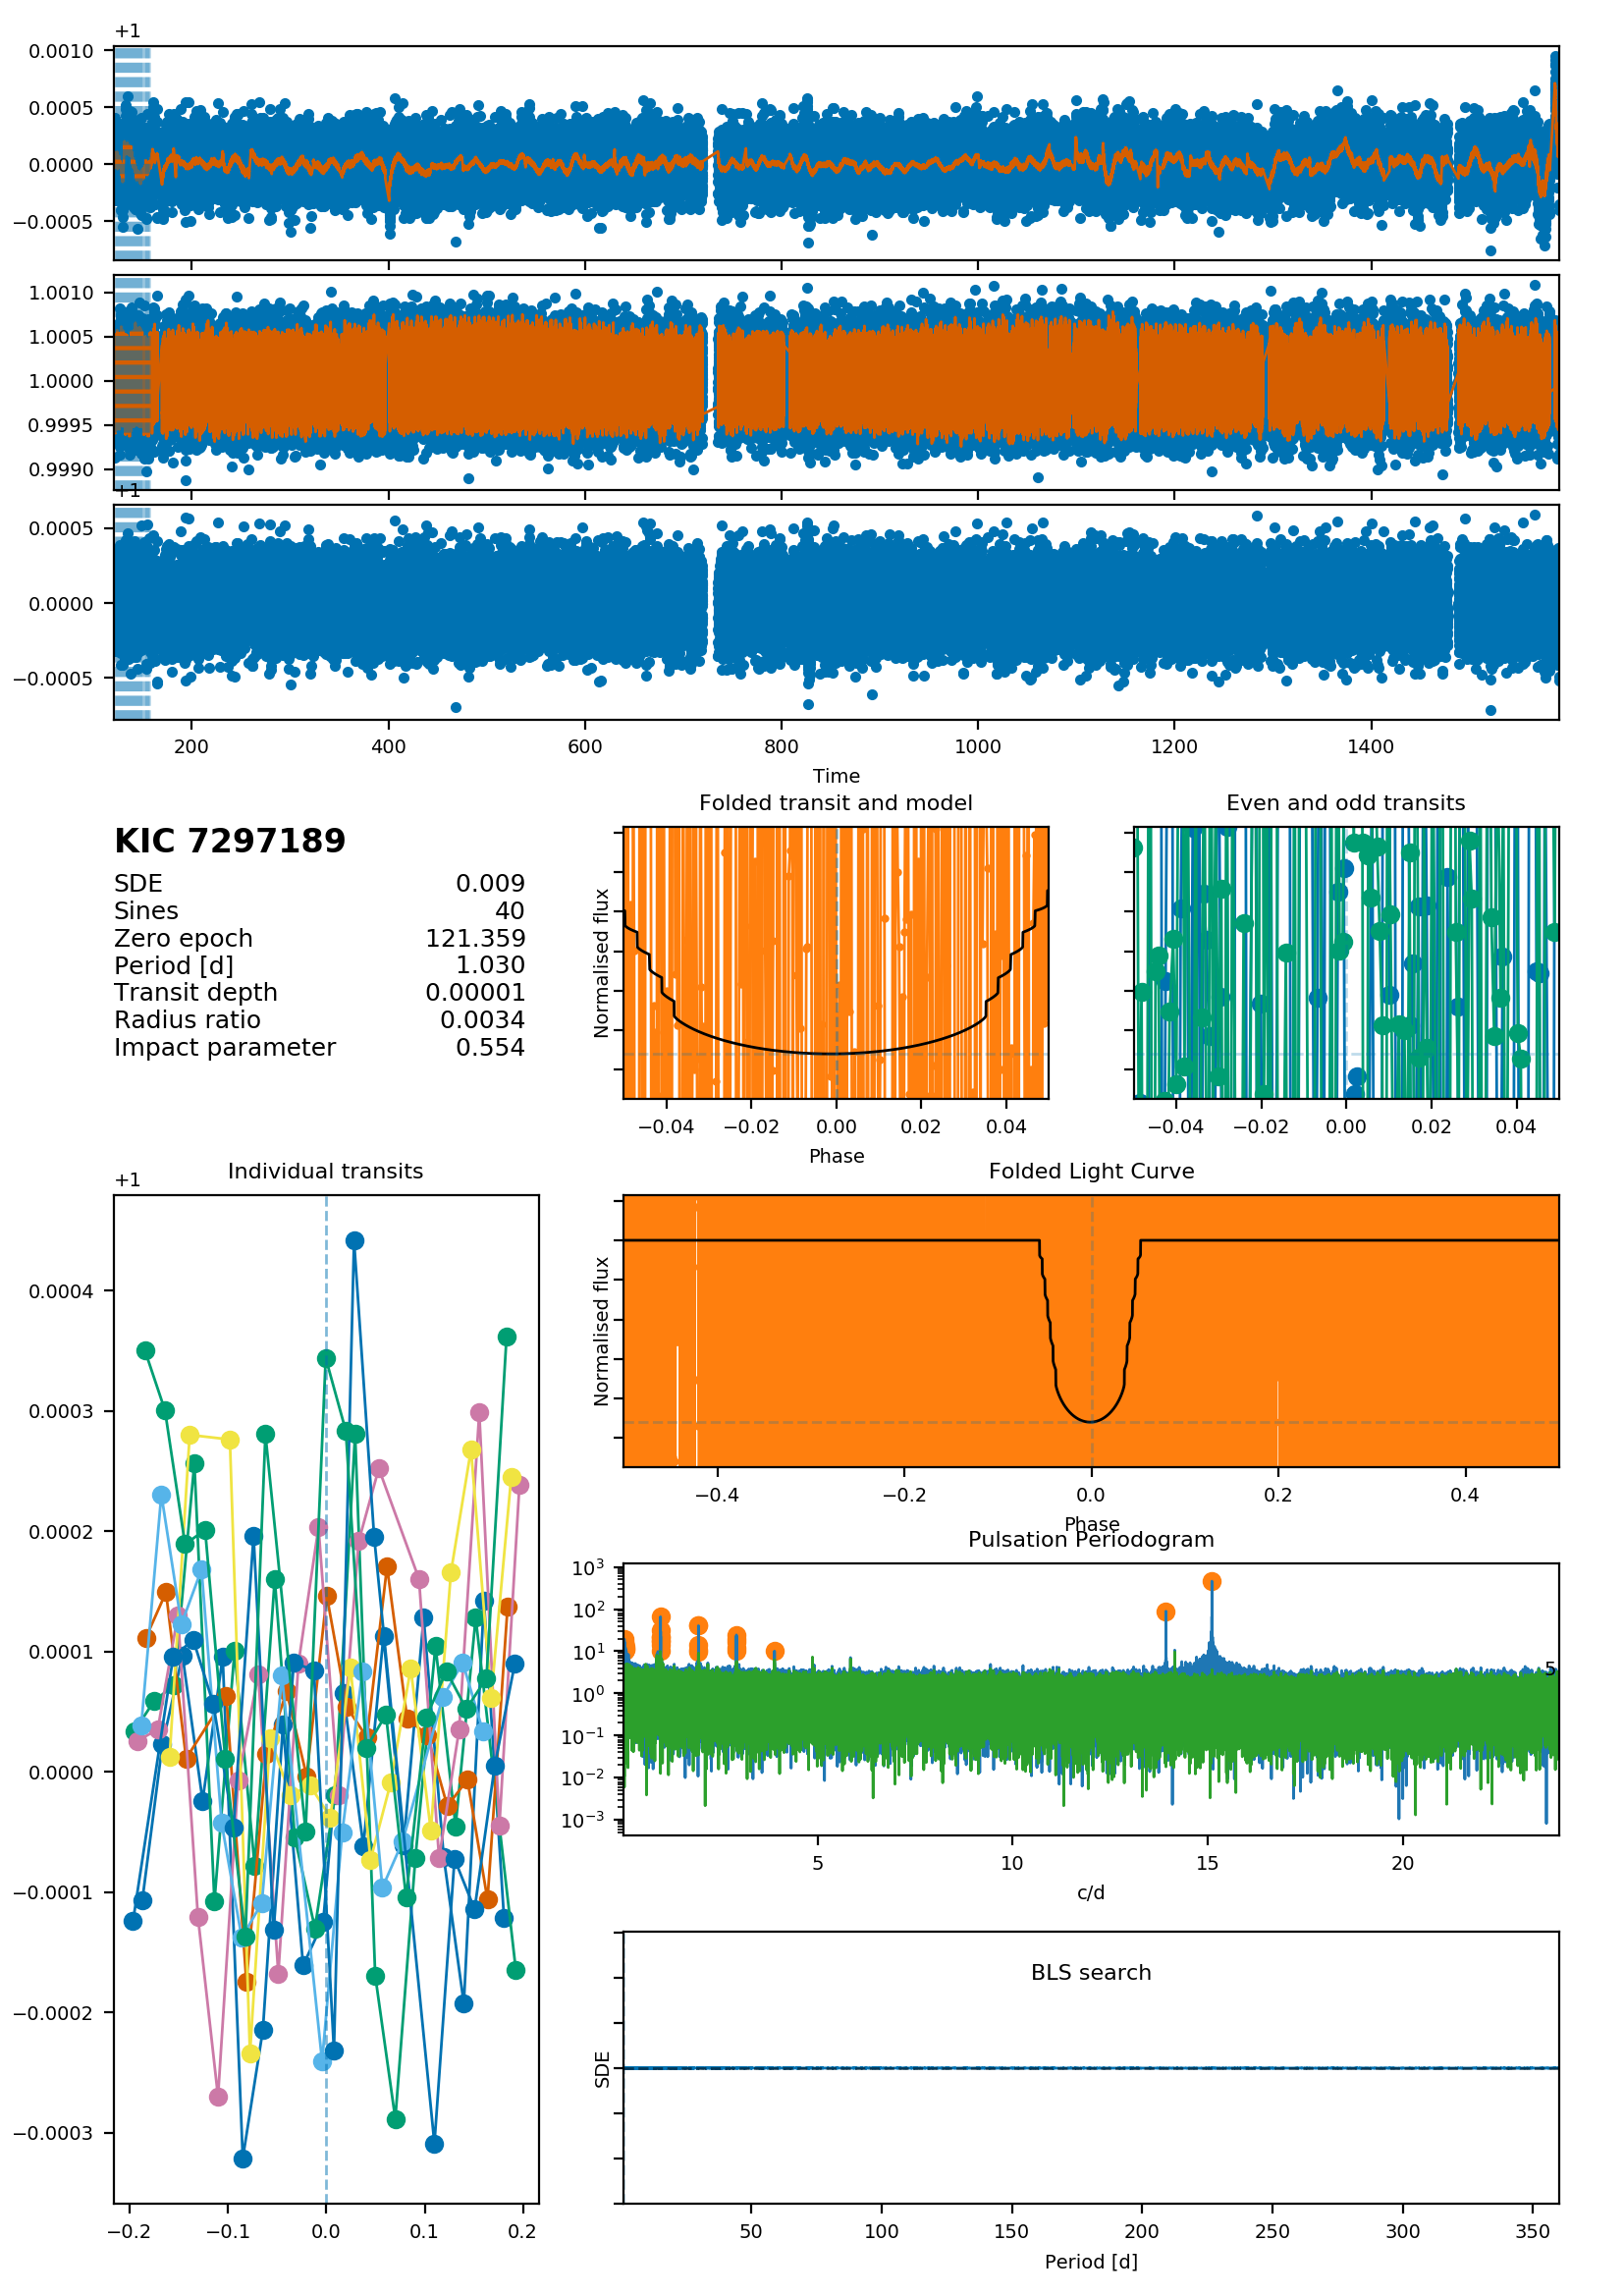 +1
0.0010
0.0005
0.0000
−0.0005
1.0010
1.0005
1.0000
0.9995
0.9990
+1
0.0005
0.0000
−0.0005
200 400 600 800 1000 1200 1400
Time
KIC 7297189
SDE 0.009
Sines 40
Zero epoch 121.359
Period [d] 1.030
Transit depth 0.00001
Radius ratio 0.0034
Impact parameter 0.554
Folded transit and model
Normalised flux
−0.04 −0.02 0.00 0.02 0.04
Phase
Even and odd transits
−0.04 −0.02 0.00 0.02 0.04
Individual transits
+1
0.0004
0.0003
0.0002
0.0001
0.0000
−0.0001
−0.0002
−0.0003
−0.2 −0.1 0.0 0.1 0.2
Folded Light Curve
Normalised flux
−0.4 −0.2 0.0 0.2 0.4
Phase
Pulsation Periodogram
10³
10²
10¹
10⁰
10⁻¹
10⁻²
10⁻³
5
5 10 15 20
c/d
BLS search
SDE
50 100 150 200 250 300 350
Period [d]